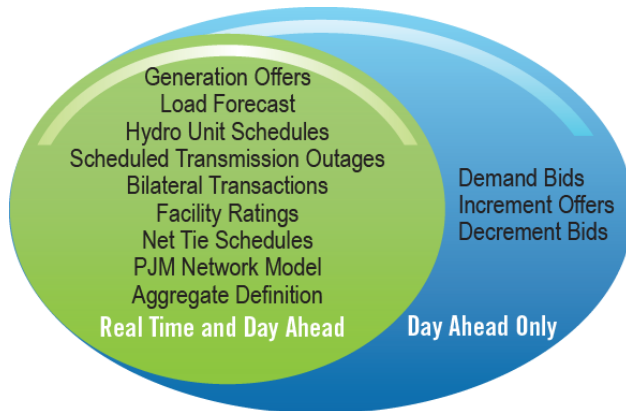 Generation Offers
Load Forecast
Hydro Unit Schedules
Scheduled Transmission Outages
Bilateral Transactions
Facility Ratings
Net Tie Schedules
PJM Network Model
Aggregate Definition
Real Time and Day Ahead
Demand Bids
Increment Offers
Decrement Bids
Day Ahead Only